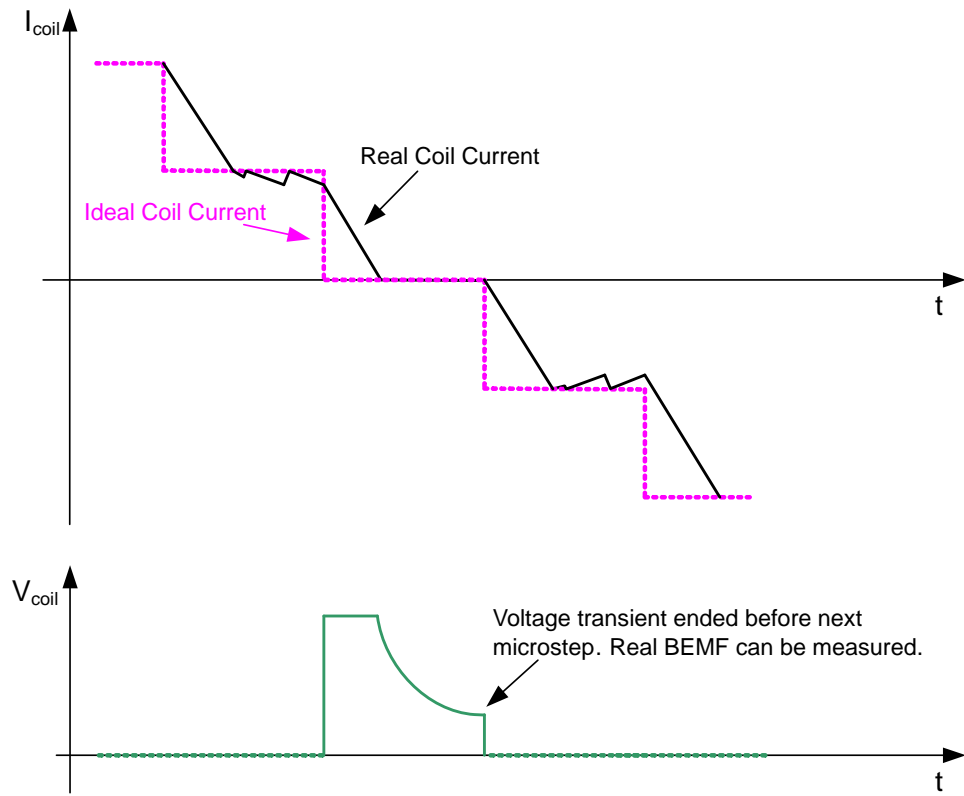 Icoil
Real Coil Current
Ideal Coil Current
t
Vcoil
Voltage transient ended before next
microstep. Real BEMF can be measured.
t